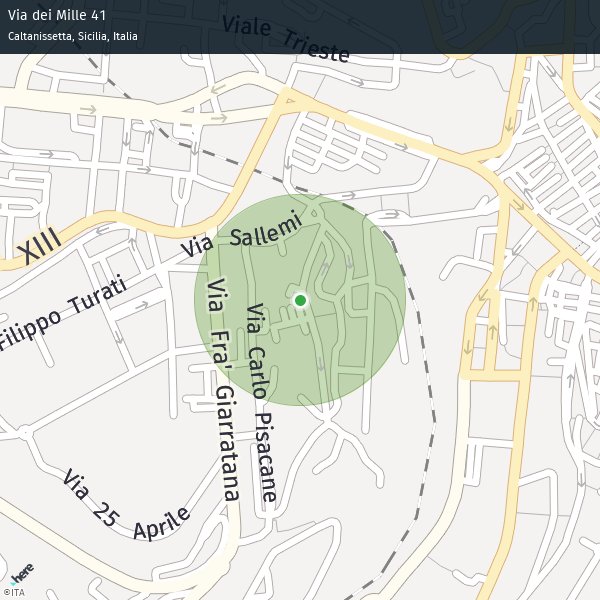 Via dei Mille 41
Caltanissetta, Sicilia, Italia
Viale Trieste
XIII
Via Sallemi
Filippo Turati
Via Fra' Giarratana
Via Carlo Pisacane
Via 25 Aprile
here
©ITA